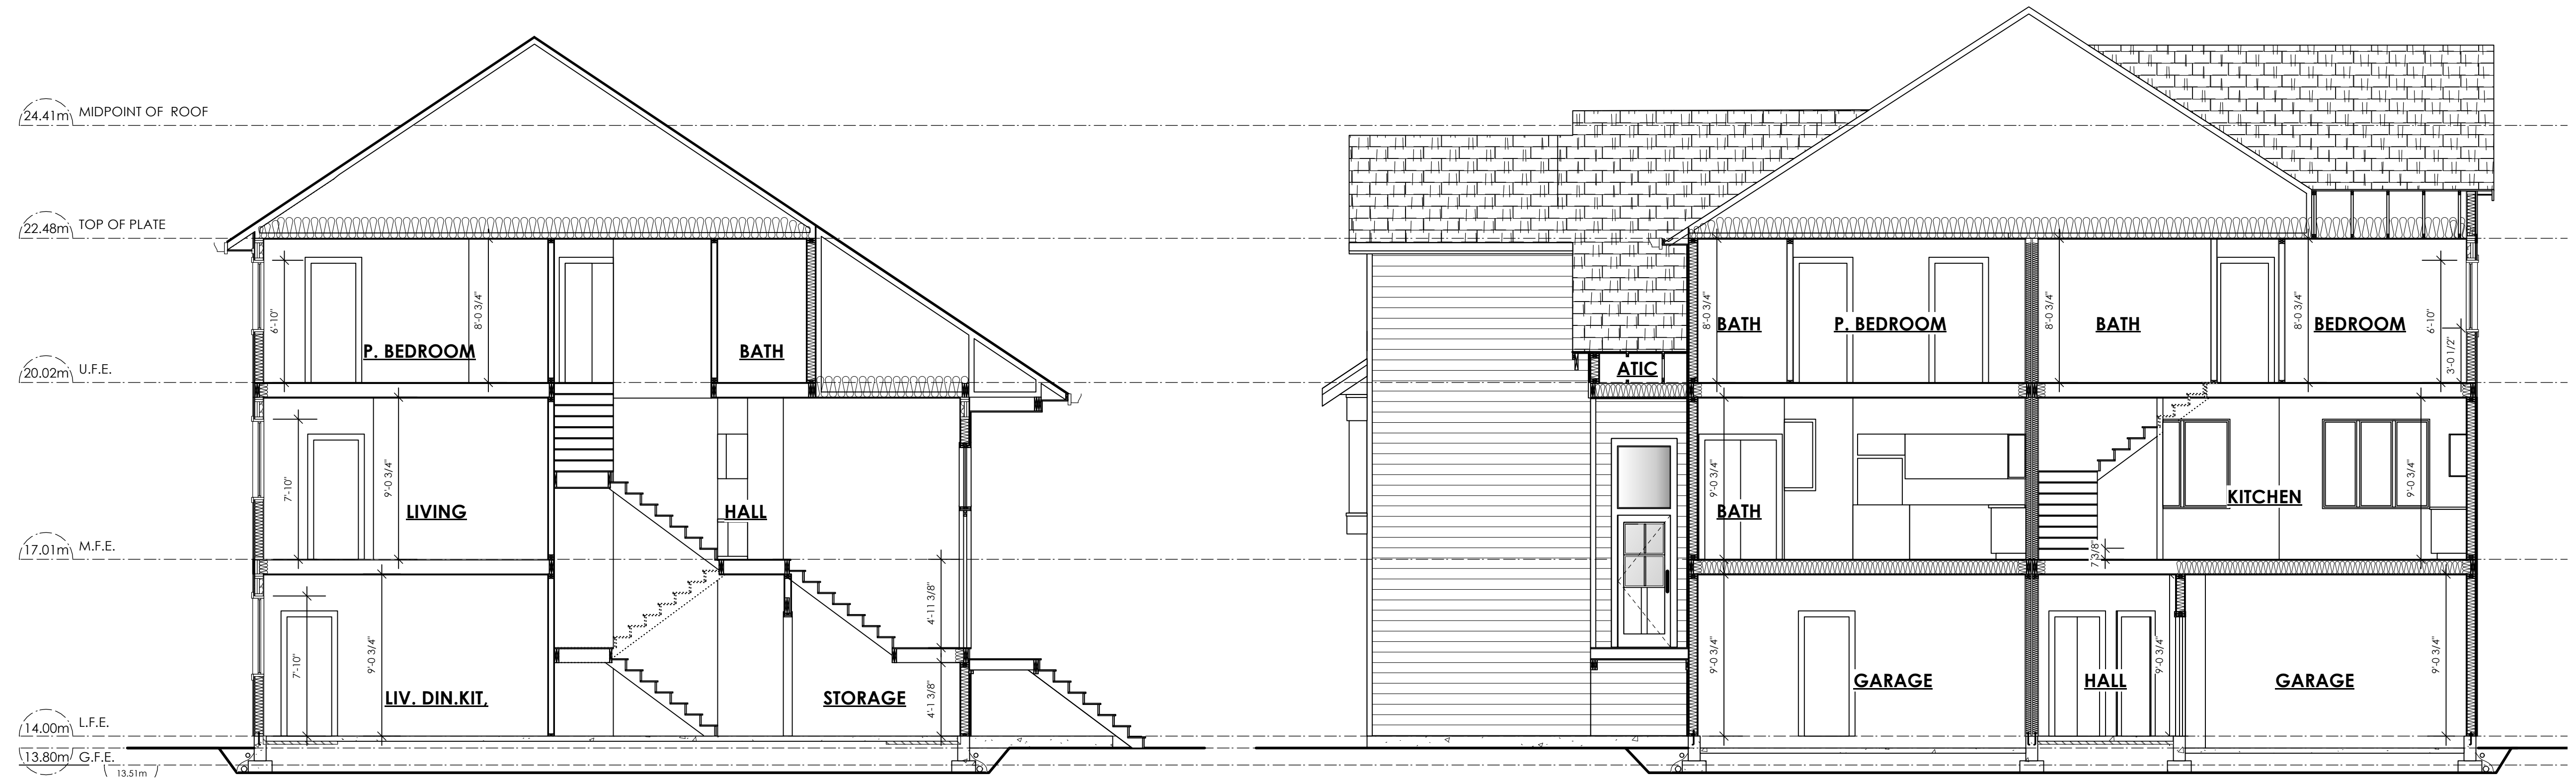 24.41m MIDPOINT OF ROOF
22.48m TOP OF PLATE
20.02m U.F.E.
17.01m M.F.E.
14.00m L.F.E.
13.80m G.F.E.
13.51m
6'-10"
P. BEDROOM
8'-0 3/4"
BATH
7'-10"
9'-0 3/4"
LIVING
HALL
7'-10"
9'-0 3/4"
LIV. DIN.KIT,
STORAGE
4'-11 3/8"
4'-1 3/8"
ATIC
8'-0 3/4"
BATH
P. BEDROOM
8'-0 3/4"
BATH
8'-0 3/4"
BEDROOM
6'-10"
3'-0 1/2"
9'-0 3/4"
BATH
7 3/8"
KITCHEN
9'-0 3/4"
9'-0 3/4"
GARAGE
HALL
9'-0 3/4"
GARAGE
9'-0 3/4"